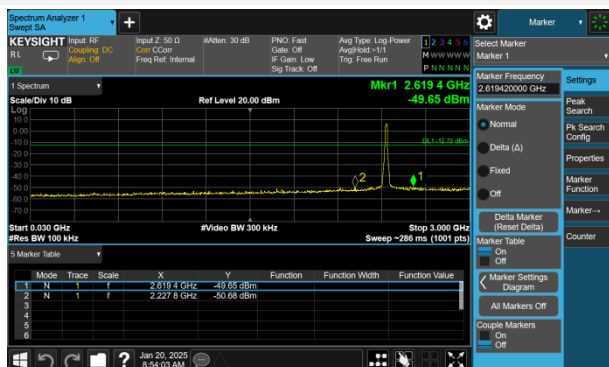 Spectrum Analyzer 1
Swept SA
Marker
KEYSIGHT Input: RF Input Z: 50 Ω #Atten: 30 dB PNO: Fast Avg Type: Log-Power 1 2 3 4 5 6
RL Coupling: DC Corr CCorr Gate: Off Avg|Hold:>1/1 M W W W W W
Align: Off Freq Ref: Internal IF Gain: Low Trig: Free Run
Sig Track: Off P N N N N N
1 Spectrum
Mkr1 2.619 4 GHz
Scale/Div 10 dB Ref Level 20.00 dBm -49.65 dBm
Log
10.0
0.00
-10.0
DL1 -12.72 dBm
-20.0
-30.0
-40.0
2 1
-50.0
-60.0
-70.0
Start 0.030 GHz #Video BW 300 kHz Stop 3.000 GHz
#Res BW 100 kHz Sweep ~286 ms (1001 pts)
5 Marker Table
Mode Trace Scale X Y Function Function Width Function Value
1 N 1 f 2.619 4 GHz -49.65 dBm
2 N 1 f 2.227 8 GHz -50.68 dBm
3
4
5
6
? Jan 20, 2025
8:54:03 AM
Select Marker
Marker 1
Marker Frequency
2.619420000 GHz
Marker Mode
Normal
Delta (Δ)
Fixed
Off
Delta Marker
(Reset Delta)
Marker Table
On
Off
Marker Settings
Diagram
All Markers Off
Couple Markers
On
Off
Settings
Peak
Search
Pk Search
Config
Properties
Marker
Function
Marker→
Counter